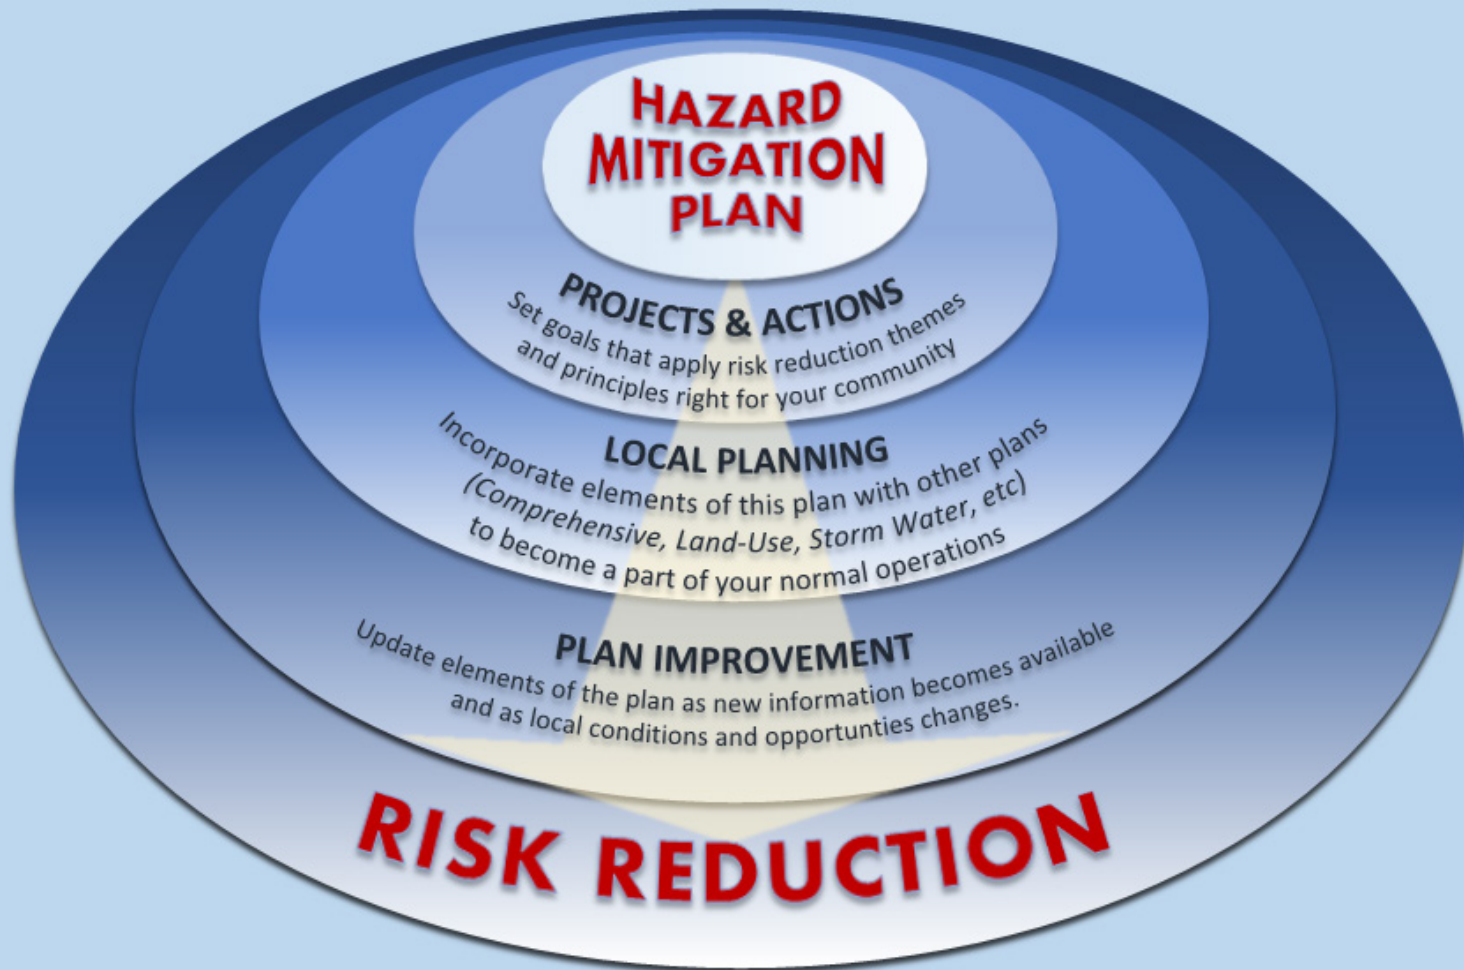 HAZARD
MITIGATION
PLAN
PROJECTS & ACTIONS
Set goals that apply risk reduction themes
and principles right for your community
LOCAL PLANNING
Incorporate elements of this plan with other plans
(Comprehensive, Land-Use, Storm Water, etc)
to become a part of your normal operations
PLAN IMPROVEMENT
Update elements of the plan as new information becomes available
and as local conditions and opportunties changes.
RISK REDUCTION